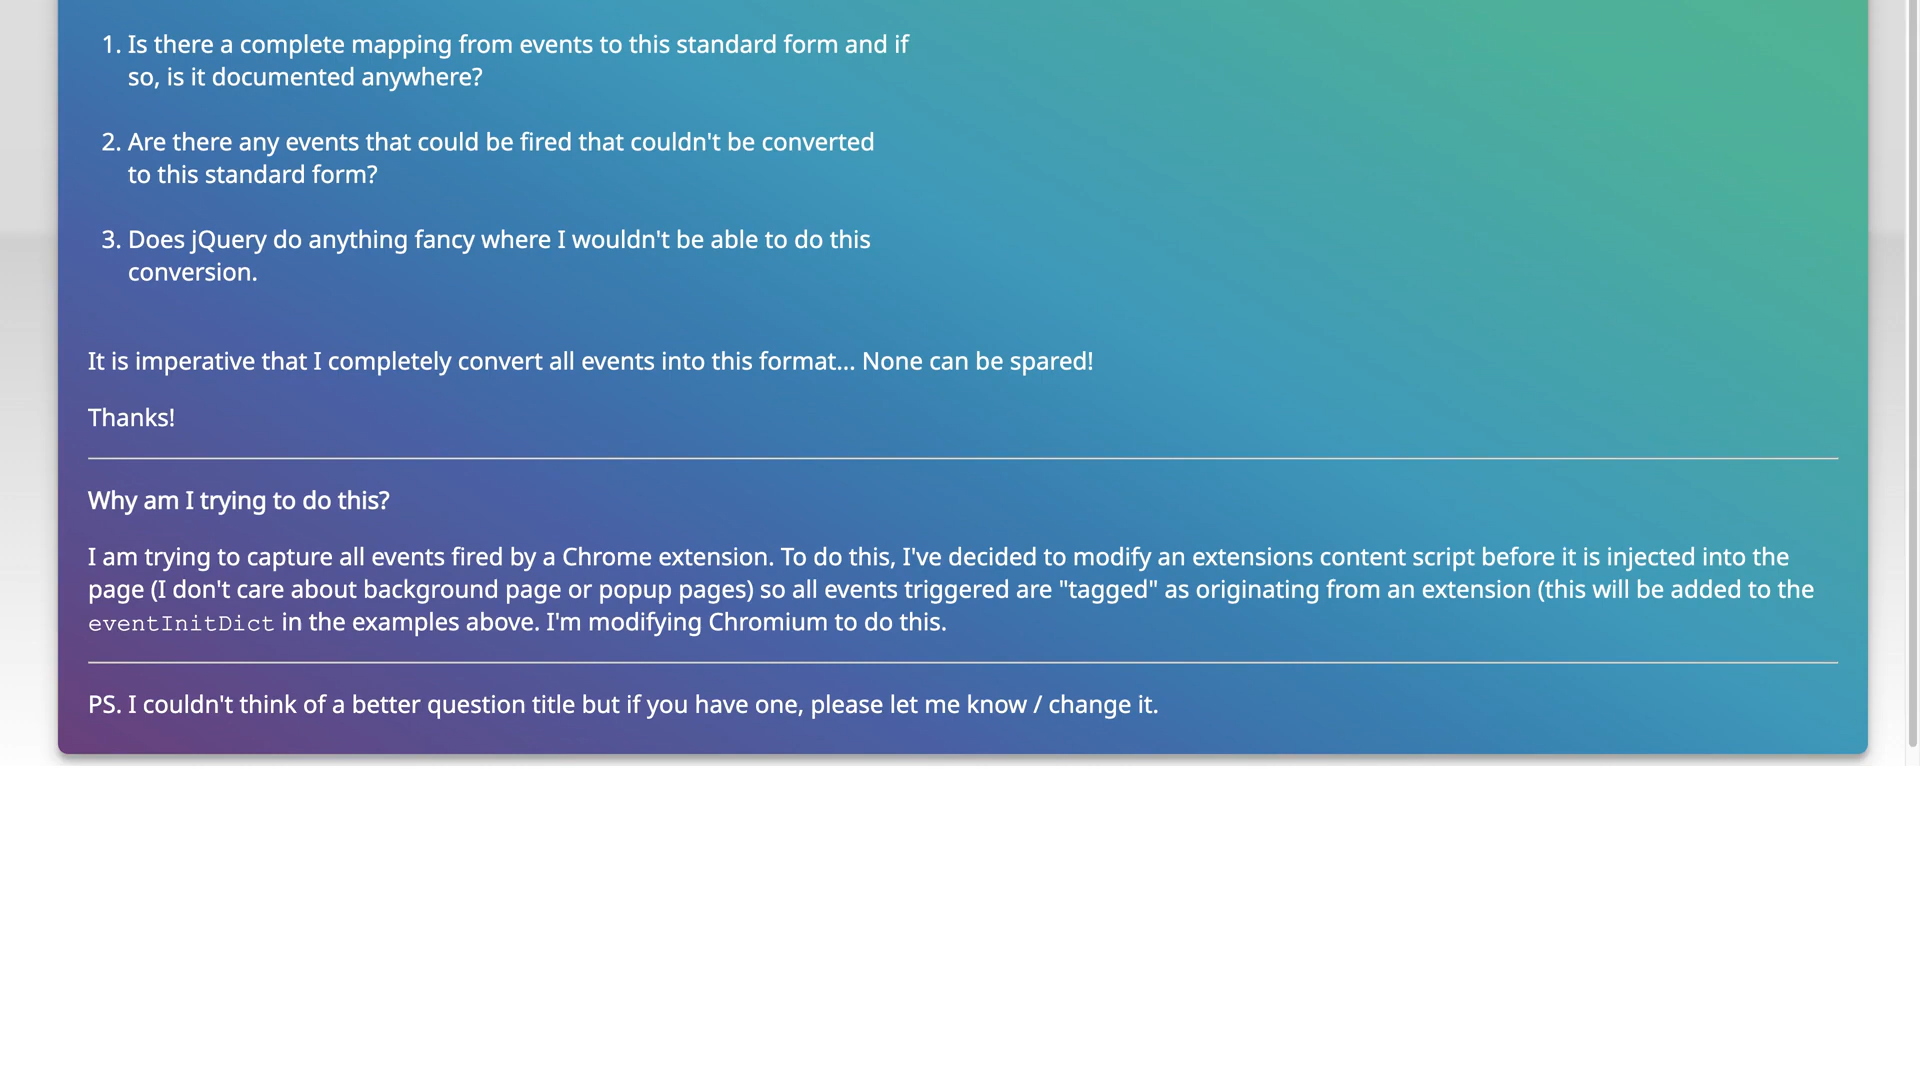 1. Is there a complete mapping from events to this standard form and if
so, is it documented anywhere?
2. Are there any events that could be fired that couldn't be converted
to this standard form?
3. Does jQuery do anything fancy where I wouldn't be able to do this
conversion.
It is imperative that I completely convert all events into this format... None can be spared!
Thanks!
Why am I trying to do this?
I am trying to capture all events fired by a Chrome extension. To do this, I've decided to modify an extensions content script before it is injected into the
page (I don't care about background page or popup pages) so all events triggered are "tagged" as originating from an extension (this will be added to the
eventInitDict in the examples above. I'm modifying Chromium to do this.
PS. I couldn't think of a better question title but if you have one, please let me know / change it.